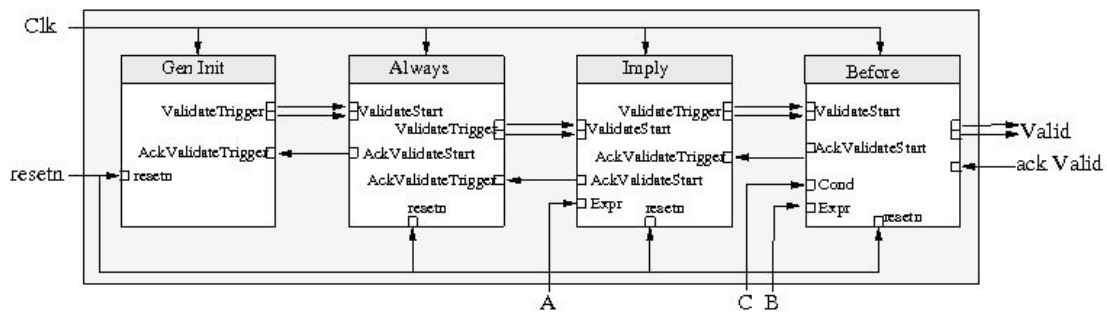 Clk
Gen Init
Always
Imply
Before
ValidateTrigger
ValidateStart
ValidateTrigger
ValidateTrigger
ValidateStart
ValidateStart
Valid
AckValidateTrigger
AckValidateStart
AckValidateTrigger
AckValidateStart
ack Valid
resetn
resetn
AckValidateTrigger
AckValidateStart
Cond
resetn
Expr
resetn
Expr
resetn
A
C
B